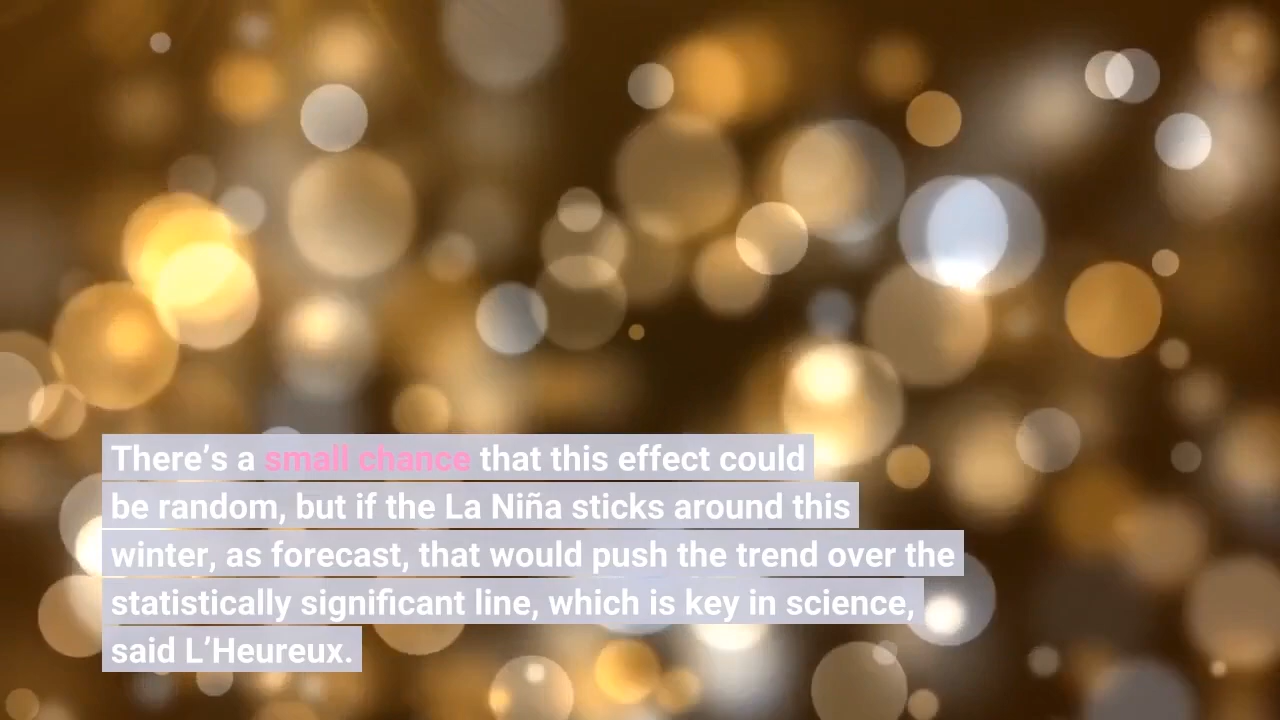 There’s a small chance that this effect could
be random, but if the La Niña sticks around this
winter, as forecast, that would push the trend over the
statistically significant line, which is key in science,
said L’Heureux.